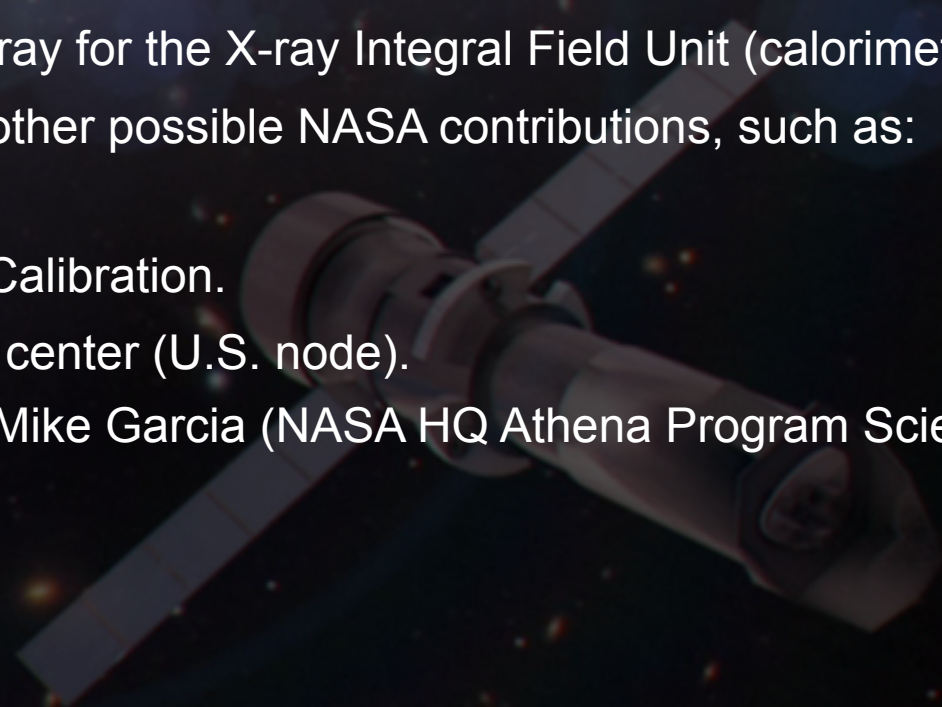 ray for the X-ray Integral Field Unit (calorimet
other possible NASA contributions, such as:
Calibration.
center (U.S. node).
Mike Garcia (NASA HQ Athena Program Scie